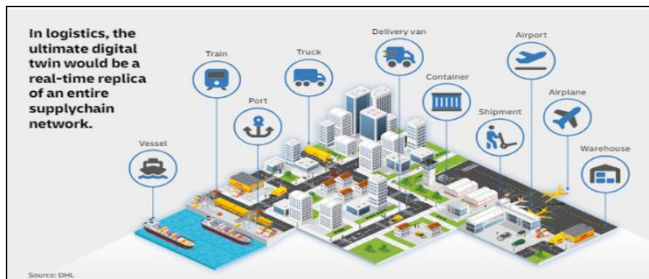 In logistics, the
ultimate digital
twin would be a
real-time replica
of an entire
supplychain
network.
Vessel
Train
Port
Truck
Delivery van
Container
Shipment
Airport
Airplane
Warehouse
Source: DHL